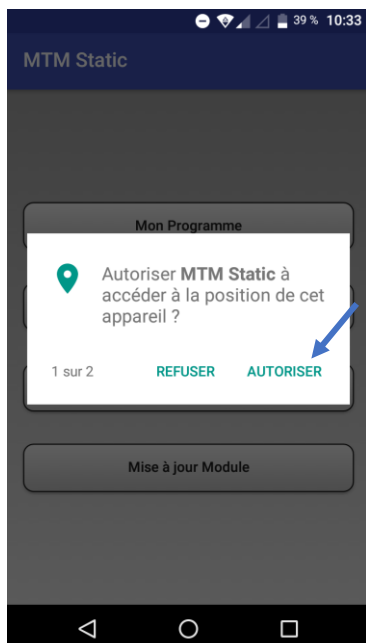 39 % 10:33
MTM Static
Mon Programme
Autoriser MTM Static à
accéder à la position de cet
appareil ?
1 sur 2 REFUSER AUTORISER
Mise à jour Module